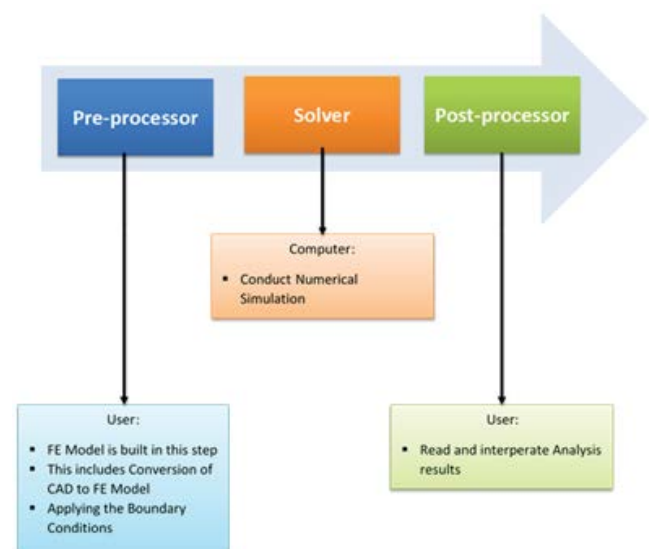 Pre-processor
Solver
Post-processor
Computer:
▪ Conduct Numerical
Simulation
User:
▪ FE Model is built in this step
▪ This includes Conversion of
CAD to FE Model
▪ Applying the Boundary
Conditions
User:
▪ Read and interperate Analysis
results